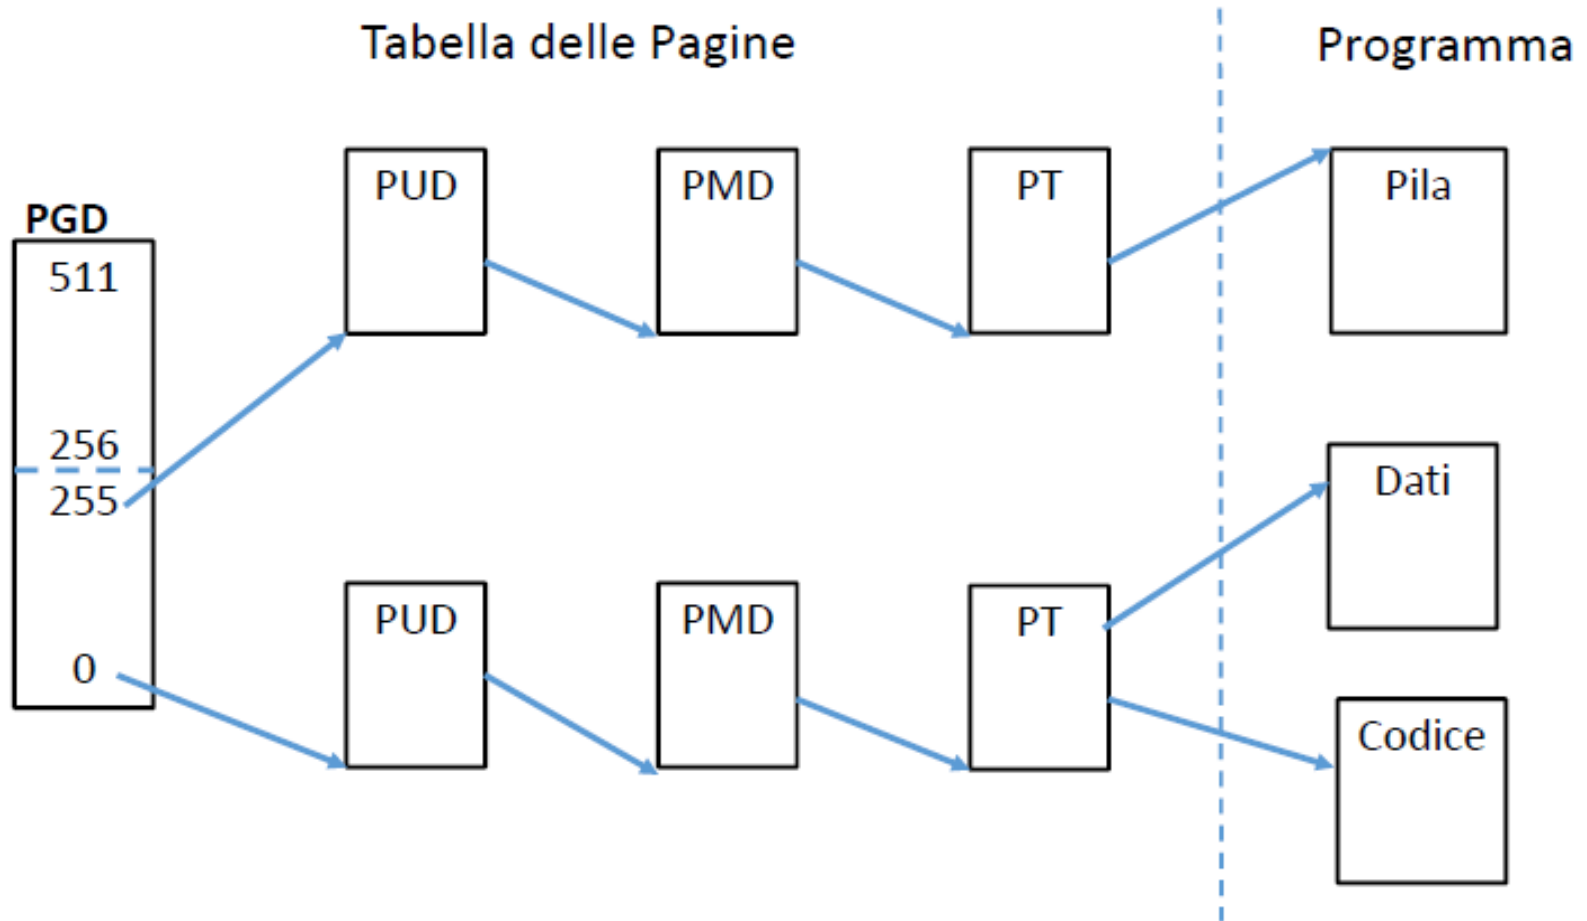 Tabella delle Pagine
Programma
PUD
PMD
PT
Pila
PGD
511
256
255
0
Dati
PUD
PMD
PT
Codice